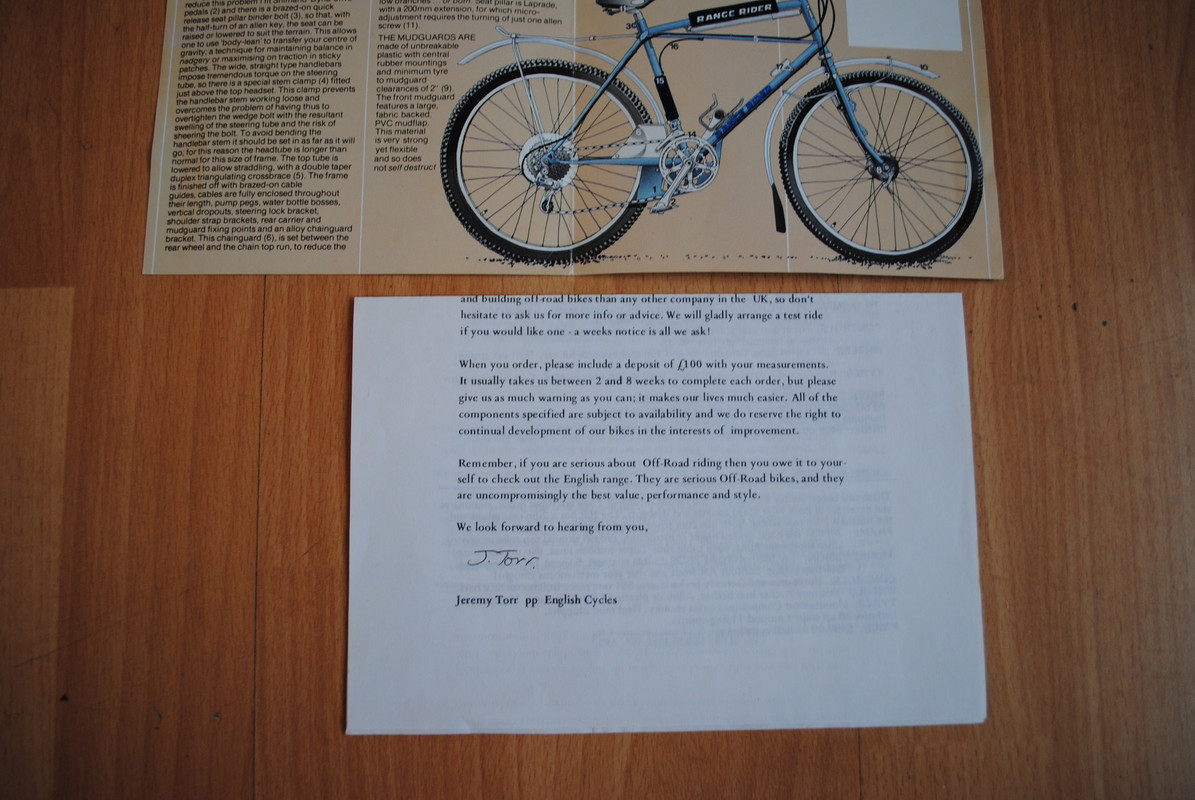 reduce this problem
pedals (2) and there is a brazed-on quick
release seat pillar binder bolt (3), so that, with
the half-turn of an allen key, the seat can be
raised or lowered to suit the terrain. This allows
one to use 'body-lean' to transfer your centre of
gravity; a technique for maintaining balance in
nadgery or maximising on traction in sticky
patches. The wide, straight type handlebars
impose tremendous torque on the steering
tube, so there is a special stem clamp (4) fitted
just above the top headset. This clamp prevents
the handlebar stem working loose and
overcomes the problem of having thus to
overtighten the wedge bolt with the resultant
swelling of the steering tube and the risk of
sheering the bolt. To avoid bending the
handlebar stem it should be set in as far as it will
go; for this reason the headtube is longer than
normal for this size of frame. The top tube is
lowered to allow straddling, with a double taper
duplex triangulating crossbrace (5). The frame
is finished off with brazed-on cable
guides, cables are fully enclosed throughout
their length, pump pegs, water bottle bosses,
vertical dropouts, steering lock bracket,
shoulder strap brackets, rear carrier and
mudguard fixing points and an alloy chainguard
bracket. This chainguard (6), is set between the
rear wheel and the chain top run, to reduce the
low branches ... or both. Seat pillar is Laprade,
with a 200mm extension, for which micro-
adjustment requires the turning of just one allen
screw (11).
THE MUDGUARDS ARE
made of unbreakable
plastic with central
rubber mountings
and minimum tyre
to mudguard
clearances of 2" (9).
The front mudguard
features a large,
fabric backed,
PVC mudflap.
This material
is very strong
yet flexible
and so does
not self destruct
RANGE RIDER
3
16
17
10
15
14
1
2
and building off-road bikes than any other company in the UK, so don't
hesitate to ask us for more info or advice. We will gladly arrange a test ride
if you would like one - a weeks notice is all we ask!
When you order, please include a deposit of £100 with your measurements.
It usually takes us between 2 and 8 weeks to complete each order, but please
give us as much warning as you can; it makes our lives much easier. All of the
components specified are subject to availability and we do reserve the right to
continual development of our bikes in the interests of improvement.
Remember, if you are serious about Off-Road riding then you owe it to your-
self to check out the English range. They are serious Off-Road bikes, and they
are uncompromisingly the best value, performance and style.
We look forward to hearing from you,
J. Torr.
Jeremy Torr pp English Cycles